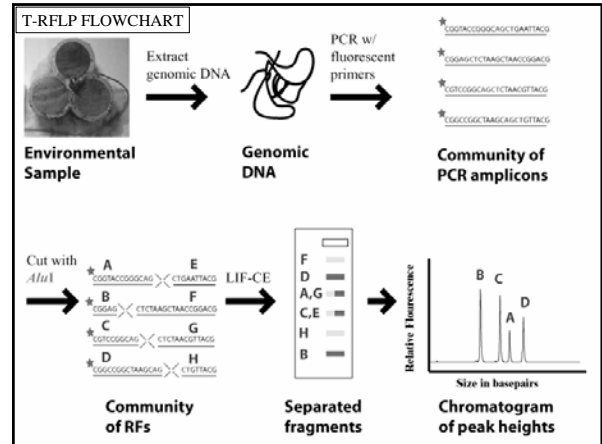 T-RFLP FLOWCHART
Extract
genomic DNA
PCR w/
fluorescent
primers
CGGTACCGGGCAGCTGAATTACG
CGGAGCTCTAAGCTAACCGGACG
CGTCCGGCAGCTCTAACGTTACG
CGGCCGGCTAAGCAGCTGTTACG
Environmental
Sample
Genomic
DNA
Community of
PCR amplicons
Cut with
AluI
A E
CGGTACCGGGCAG CTGAATTACG
B F
CGGAG CTCTAAGCTAACCGGACG
C G
CGTCCGGCAG CTCTAACGTTACG
D H
CGGCCGGCTAAGCAG CTGTTACG
LIF-CE
F
D
A,G
C,E
H
B
Relative Flourescence
B
C
A
D
Size in basepairs
Community
of RFs
Separated
fragments
Chromatogram
of peak heights